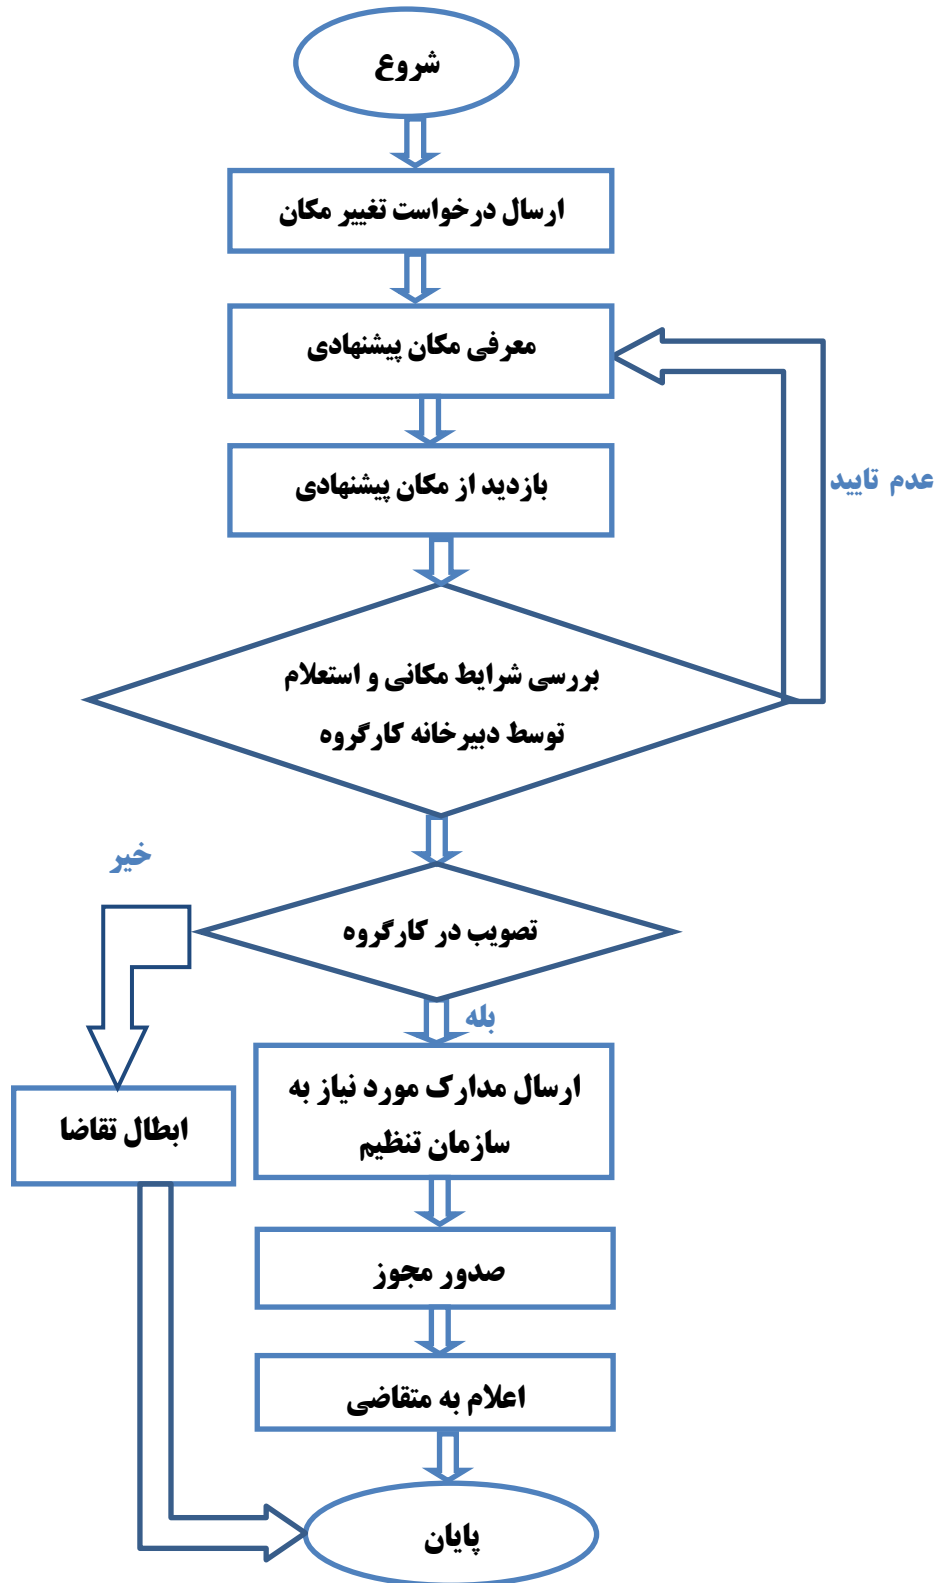 شروع
ارسال درخواست تغییر مکان
معرفی مکان پیشنهادی
بازدید از مکان پیشنهادی
عدم تایید
بررسی شرایط مکانی و استعلام
توسط دبیرخانه کارگروه
خیر
تصویب در کارگروه
بله
ارسال مدارک مورد نیاز به
سازمان تنظیم
ابطال تقاضا
صدور مجوز
اعلام به متقاضی
پایان